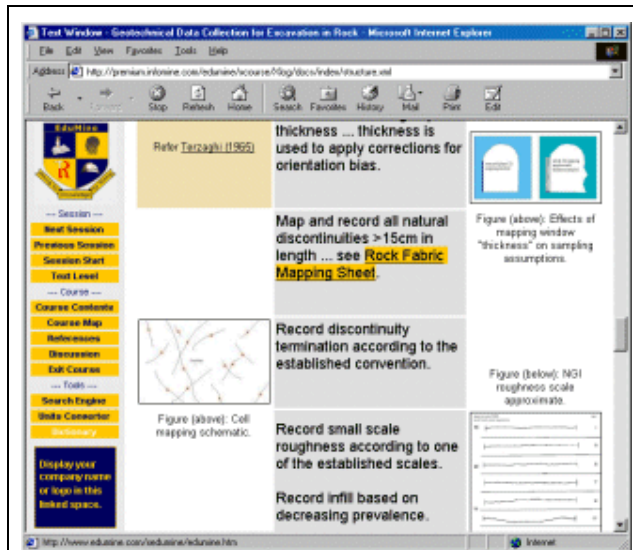 Text Window - Geotechnical Data Collection for Excavation in Rock - Microsoft Internet Explorer
File Edit View Favorites Tools Help
Address http://premium.infomine.com/edumine/xcourse/Xlog/docs/index/structure.xml
Back Forward Stop Refresh Home Search Favorites History Mail Print Edit
EduMine
--- Session ---
Next Session
Previous Session
Session Start
Text Level
--- Course ---
Course Contents
Course Map
References
Discussion
Exit Course
--- Tools ---
Search Engine
Units Converter
Dictionary
Display your
company name
or logo in this
linked space.
Refer Terzaghi (1965)
Figure (above): Cell
mapping schematic.
thickness ... thickness is
used to apply corrections for
orientation bias.
Map and record all natural
discontinuities >15cm in
length ... see Rock Fabric
Mapping Sheet.
Record discontinuity
termination according to the
established convention.
Record small scale
roughness according to one
of the established scales.
Record infill based on
decreasing prevalence.
Figure (above): Effects of
mapping window
"thickness" on sampling
assumptions.
Figure (below): NGI
roughness scale
approximate.
http://www.edumine.com/xedumine/edumine.htm
Internet